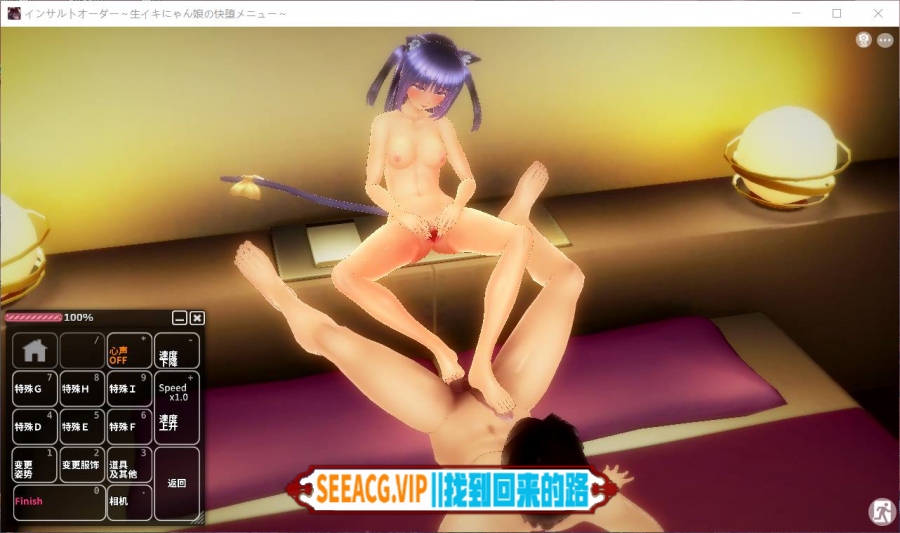 インサルトオーダー～生イキにゃん娘の快堕メニュー～
100%
/
*
-
心声
OFF
速度
下降
7
8
9
+
特殊G
特殊H
特殊I
Speed
x1.0
4
5
6
特殊D
特殊E
特殊F
速度
上升
1
2
3
变更
姿势
变更服饰
道具
及其他
返回
0
.
Finish
相机
SEEACG.VIP||找到回来的路